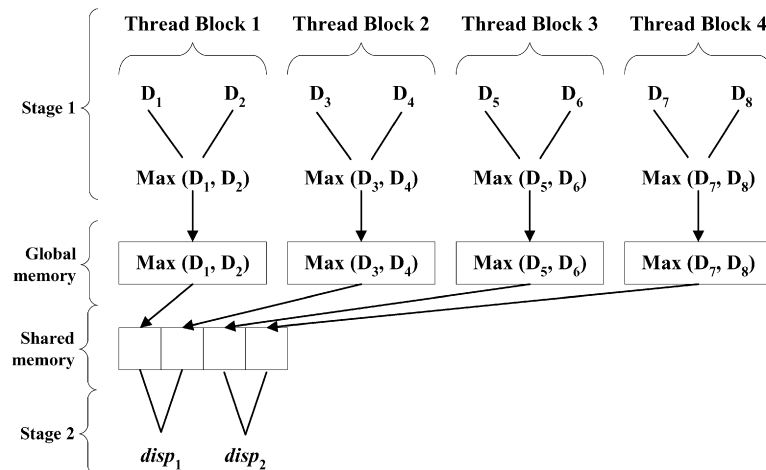 Thread Block 1 Thread Block 2 Thread Block 3 Thread Block 4
Stage 1
D₁ D₂ D₃ D₄ D₅ D₆ D₇ D₈
Max (D₁, D₂) Max (D₃, D₄) Max (D₅, D₆) Max (D₇, D₈)
Global memory
Max (D₁, D₂) Max (D₃, D₄) Max (D₅, D₆) Max (D₇, D₈)
Shared memory
Stage 2
disp₁ disp₂